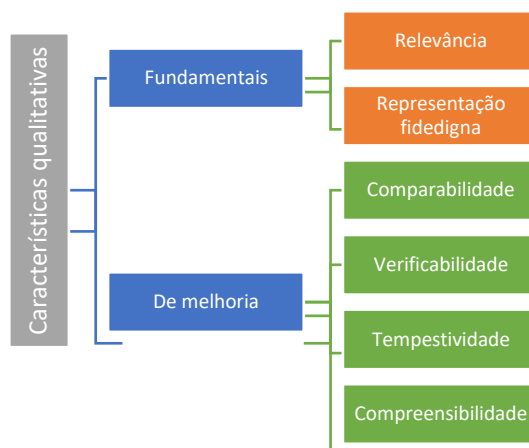 Características qualitativas
Fundamentais
Relevância
Representação
fidedigna
De melhoria
Comparabilidade
Verificabilidade
Tempestividade
Compreensibilidade